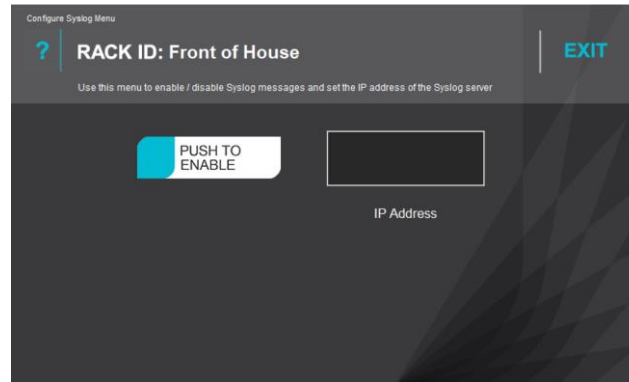 Configure Syslog Menu
?
RACK ID: Front of House
EXIT
Use this menu to enable / disable Syslog messages and set the IP address of the Syslog server
PUSH TO
ENABLE
IP Address